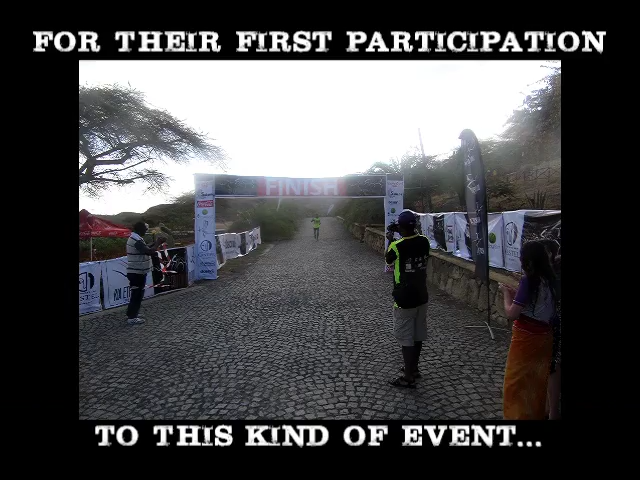 FOR THEIR FIRST PARTICIPATION
FINISH
TO THIS KIND OF EVENT...